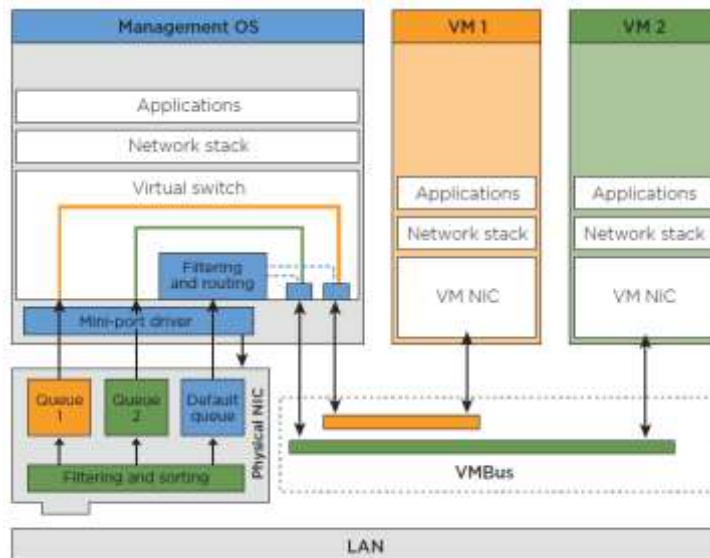 Management OS
VM 1
VM 2
Applications
Network stack
Virtual switch
Filtering
and routing
Mini-port driver
Applications
Network stack
VM NIC
Applications
Network stack
VM NIC
Queue
1
Queue
2
Default
queue
Physical NIC
Filtering and sorting
VMBus
LAN